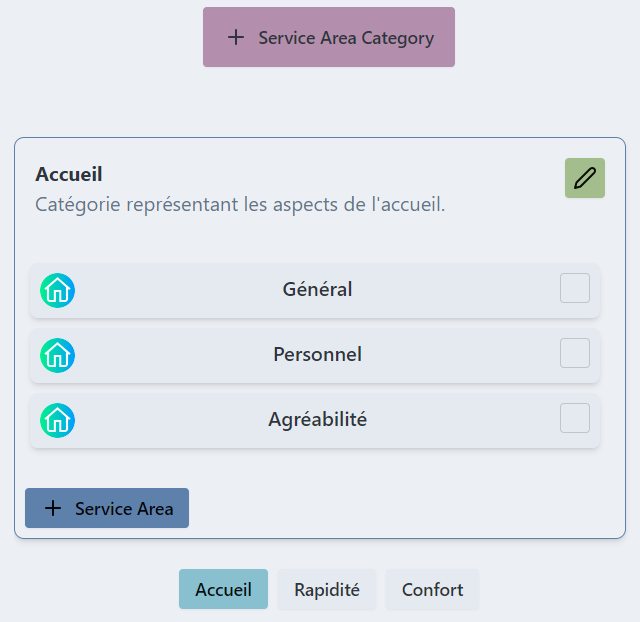 Service Area Category
Accueil
Catégorie représentant les aspects de l'accueil.
Général
Personnel
Agréabilité
Service Area
Accueil Rapidité Confort